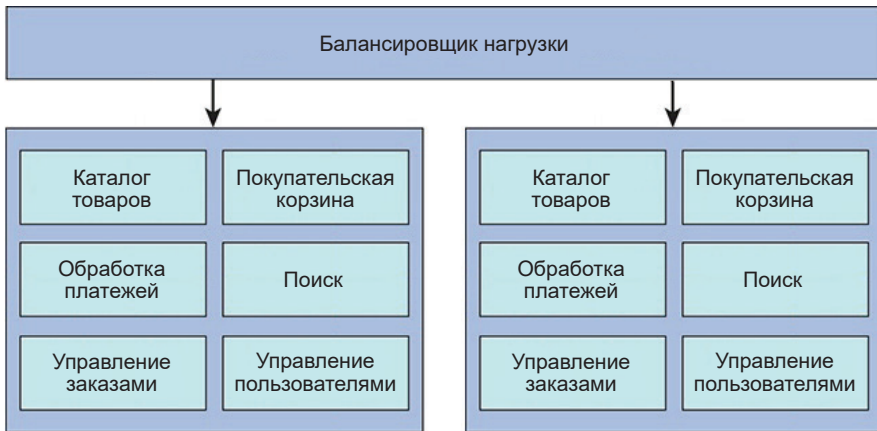 Балансировщик нагрузки
Каталог
товаров
Покупательская
корзина
Обработка
платежей
Поиск
Управление
заказами
Управление
пользователями
Каталог
товаров
Покупательская
корзина
Обработка
платежей
Поиск
Управление
заказами
Управление
пользователями